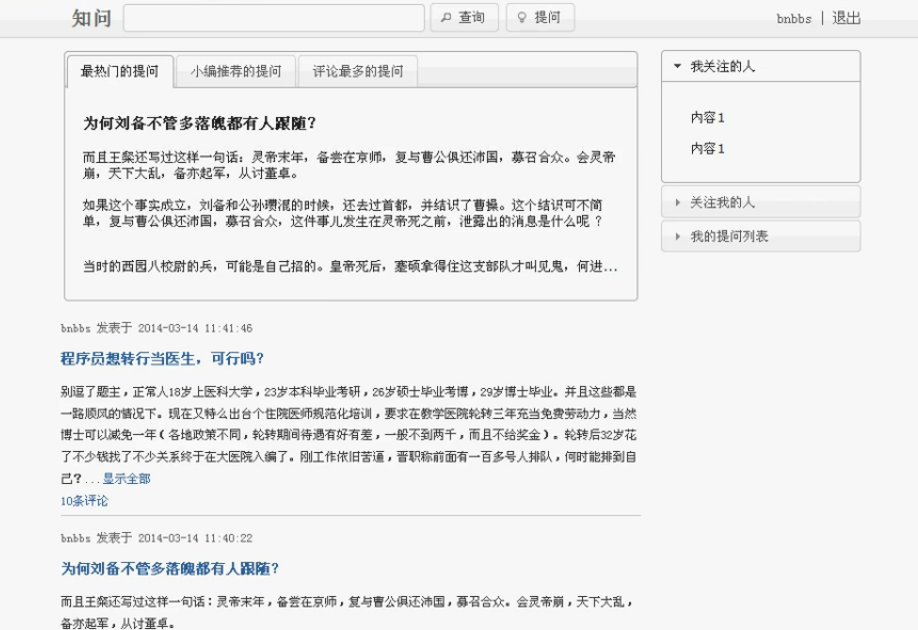 知问
查询
提问
bnbbs | 退出
最热门的提问
小编推荐的提问
评论最多的提问
为何刘备不管多落魄都有人跟随？
而且王粲还写过这样一句话：灵帝末年，备尝在京师，复与曹公俱还沛国，募召合众。会灵帝
崩，天下大乱，备亦起军，从讨董卓。
如果这个事实成立，刘备和公孙瓒混的时候，还去过首都，并结识了曹操。这个结识可不简
单，复与曹公俱还沛国，募召合众，这件事儿发生在灵帝死之前，泄露出的消息是什么呢 ？
当时的西园八校尉的兵，可能是自己招的。皇帝死后，蹇硕拿得住这支部队才叫见鬼，何进...
我关注的人
内容1
内容1
关注我的人
我的提问列表
bnbbs 发表于 2014-03-14 11:41:46
程序员想转行当医生，可行吗？
别逗了题主，正常人18岁上医科大学，23岁本科毕业考研，26岁硕士毕业考博，29岁博士毕业。并且这些都是
一路顺风的情况下。现在又特么出台个住院医师规范化培训，要求在教学医院轮转三年充当免费劳动力，当然
博士可以减免一年（各地政策不同，轮转期间待遇有好有差，一般不到两千，而且不给奖金）。轮转后32岁花
了不少钱找了不少关系终于在大医院入编了。刚工作依旧苦逼，晋职称前面有一百多号人排队，何时能排到自
己？...显示全部
10条评论
bnbbs 发表于 2014-03-14 11:40:22
为何刘备不管多落魄都有人跟随？
而且王粲还写过这样一句话：灵帝末年，备尝在京师，复与曹公俱还沛国，募召合众。会灵帝崩，天下大乱，
备亦起军，从讨董卓。